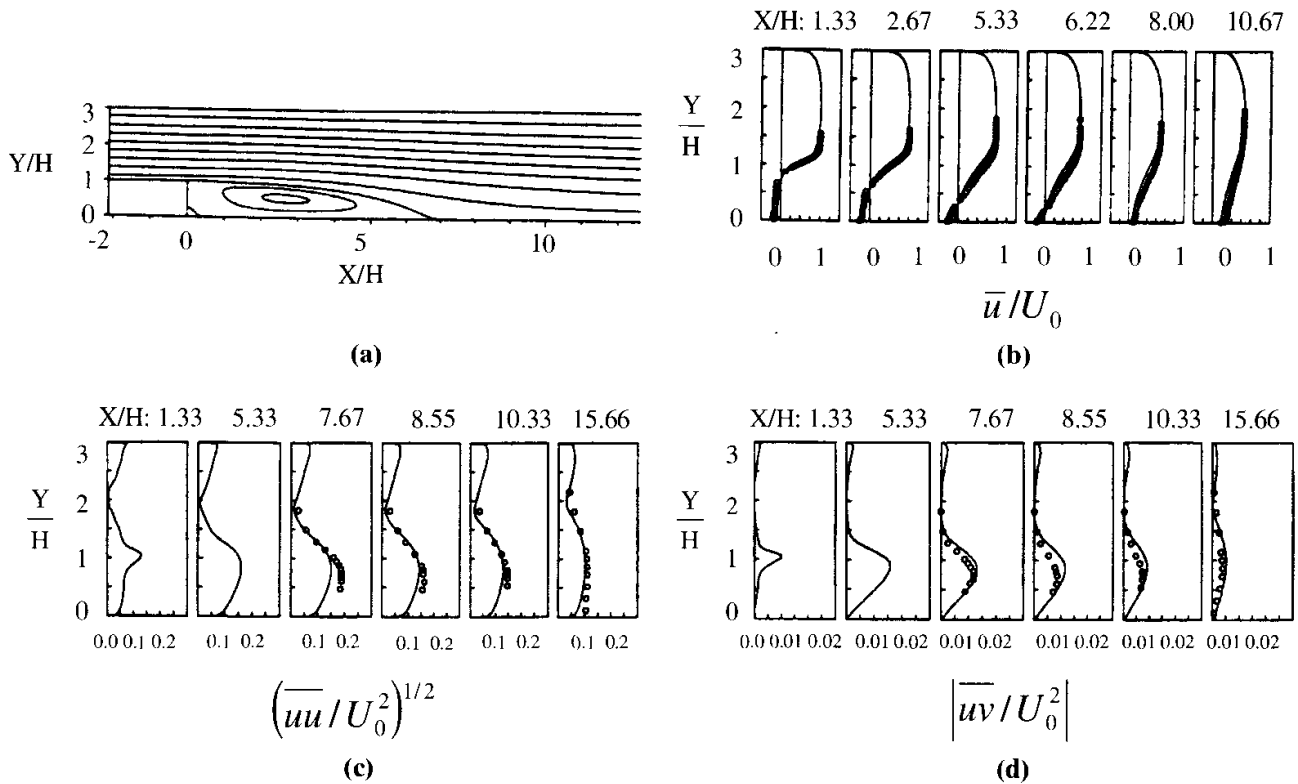 3
2
Y/H
1
0
-2 0 5 10
X/H
(a)
X/H: 1.33 2.67 5.33 6.22 8.00 10.67
3
Y
H
2
1
0
0 1 0 1 0 1 0 1 0 1 0 1
u̅/U₀
(b)
X/H: 1.33 5.33 7.67 8.55 10.33 15.66
3
Y
H
2
1
0
0.0 0.1 0.2 0.1 0.2 0.1 0.2 0.1 0.2 0.1 0.2 0.1 0.2
(u̅u̅/U₀²)^1/2
(c)
X/H: 1.33 5.33 7.67 8.55 10.33 15.66
3
Y
H
2
1
0
0.0 0.01 0.02 0.01 0.02 0.01 0.02 0.01 0.02 0.01 0.02 0.01 0.02
|u̅v̅/U₀²|
(d)